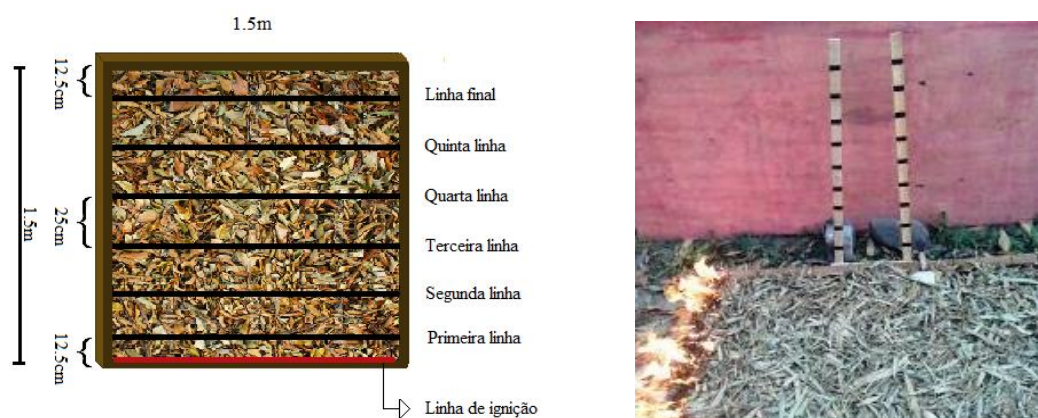 1.5m
12.5cm
Linha final
Quinta linha
Quarta linha
1.5m
25cm
Terceira linha
Segunda linha
Primeira linha
12.5cm
Linha de ignição